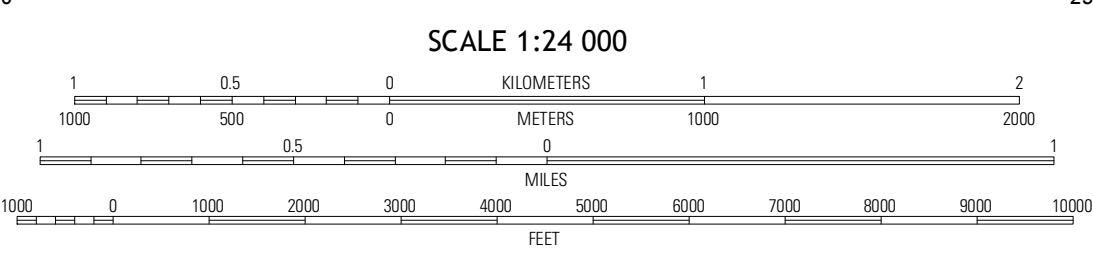 SCALE 1:24 000
1 0.5 0 KILOMETERS 1 2
1000 500 0 METERS 1000 2000
1 0.5 0 1
MILES
1000 0 1000 2000 3000 4000 5000 6000 7000 8000 9000 10000
FEET